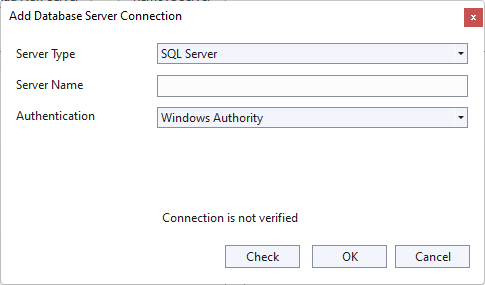 Add Database Server Connection
x
Server Type
SQL Server
Server Name
Authentication
Windows Authority
Connection is not verified
Check
OK
Cancel